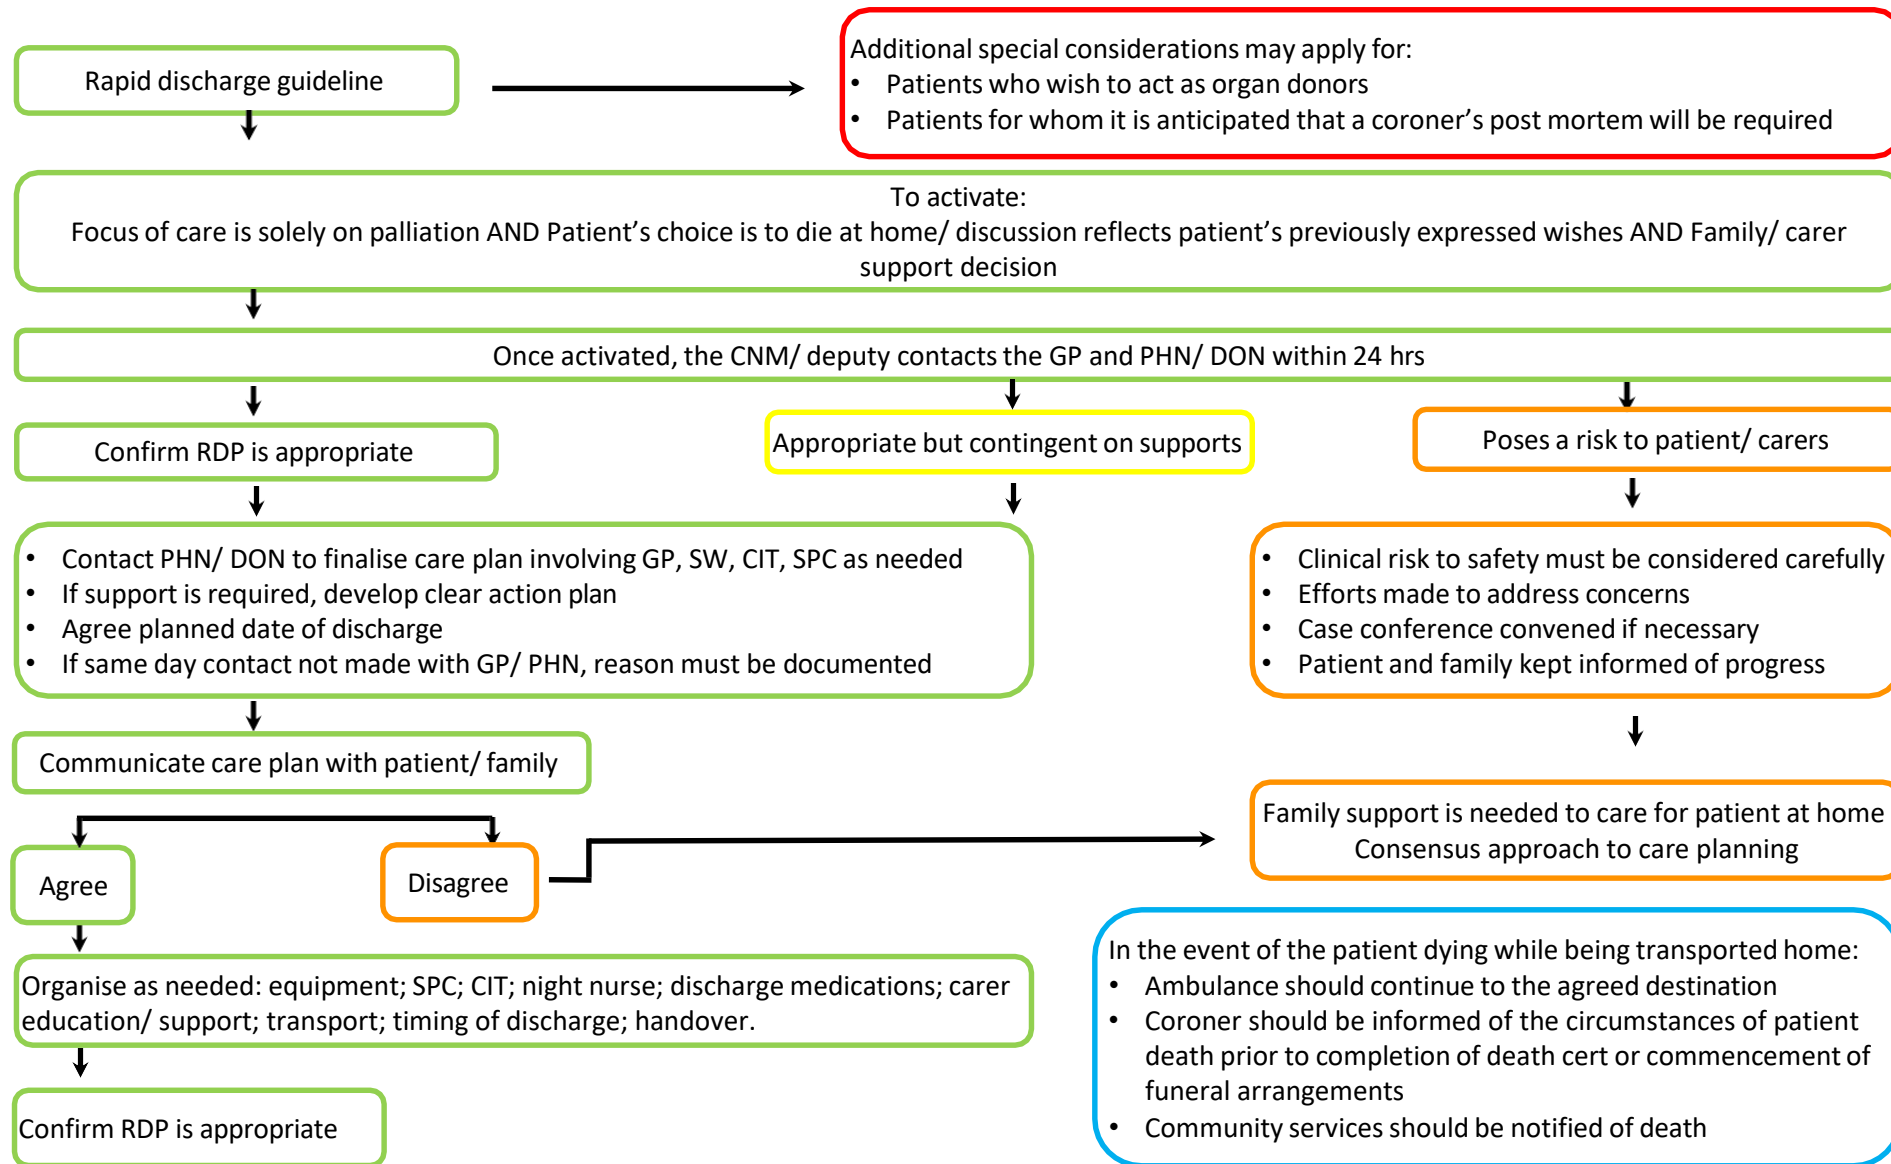 Rapid discharge guideline
Additional special considerations may apply for:
• Patients who wish to act as organ donors
• Patients for whom it is anticipated that a coroner’s post mortem will be required
To activate:
Focus of care is solely on palliation AND Patient’s choice is to die at home/ discussion reflects patient’s previously expressed wishes AND Family/ carer
support decision
Once activated, the CNM/ deputy contacts the GP and PHN/ DON within 24 hrs
Confirm RDP is appropriate
Appropriate but contingent on supports
Poses a risk to patient/ carers
• Contact PHN/ DON to finalise care plan involving GP, SW, CIT, SPC as needed
• If support is required, develop clear action plan
• Agree planned date of discharge
• If same day contact not made with GP/ PHN, reason must be documented
• Clinical risk to safety must be considered carefully
• Efforts made to address concerns
• Case conference convened if necessary
• Patient and family kept informed of progress
Communicate care plan with patient/ family
Agree
Disagree
Family support is needed to care for patient at home
Consensus approach to care planning
Organise as needed: equipment; SPC; CIT; night nurse; discharge medications; carer
education/ support; transport; timing of discharge; handover.
Confirm RDP is appropriate
In the event of the patient dying while being transported home:
• Ambulance should continue to the agreed destination
• Coroner should be informed of the circumstances of patient
death prior to completion of death cert or commencement of
funeral arrangements
• Community services should be notified of death